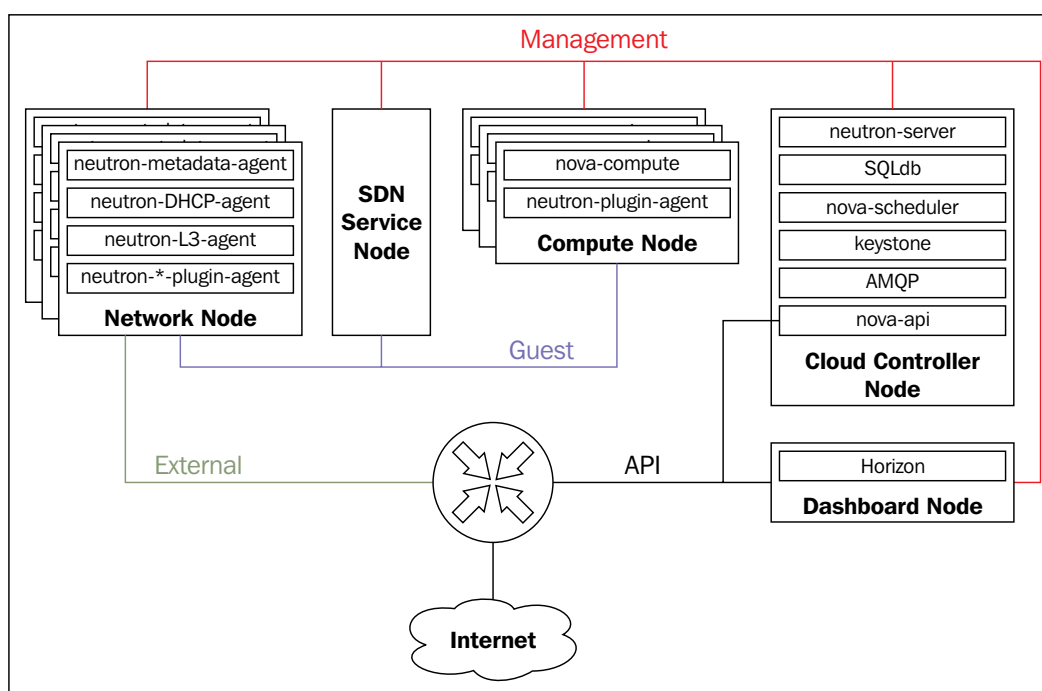 Management
neutron-metadata-agent
neutron-DHCP-agent
neutron-L3-agent
neutron-*-plugin-agent
Network Node
SDN
Service
Node
nova-compute
neutron-plugin-agent
Compute Node
neutron-server
SQLdb
nova-scheduler
keystone
AMQP
nova-api
Cloud Controller
Node
Guest
External
API
Horizon
Dashboard Node
Internet